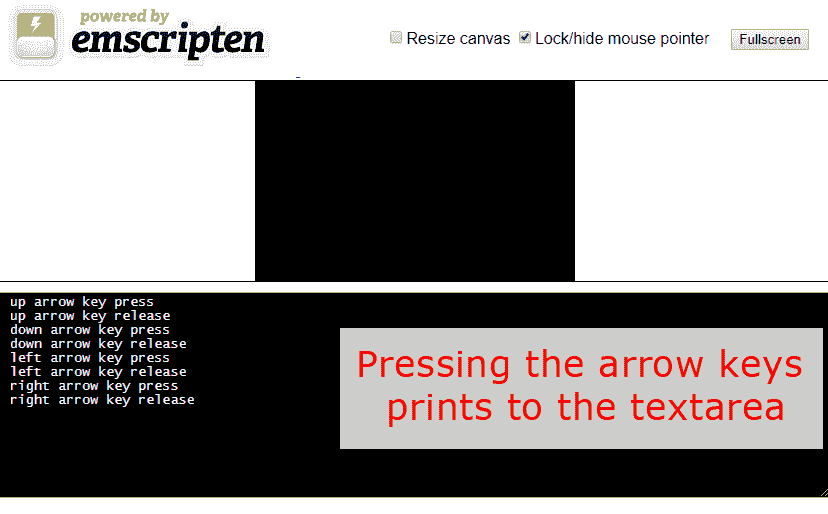 powered by
emscripten
Resize canvas Lock/hide mouse pointer Fullscreen
up arrow key press
up arrow key release
down arrow key press
down arrow key release
left arrow key press
left arrow key release
right arrow key press
right arrow key release
Pressing the arrow keys
prints to the textarea